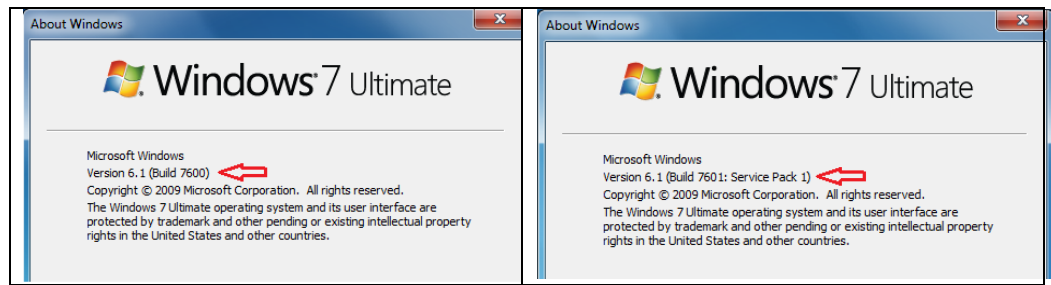 About Windows
Windows 7 Ultimate
Microsoft Windows
Version 6.1 (Build 7600)
Copyright © 2009 Microsoft Corporation. All rights reserved.
The Windows 7 Ultimate operating system and its user interface are
protected by trademark and other pending or existing intellectual property
rights in the United States and other countries.
About Windows
Windows 7 Ultimate
Microsoft Windows
Version 6.1 (Build 7601: Service Pack 1)
Copyright © 2009 Microsoft Corporation. All rights reserved.
The Windows 7 Ultimate operating system and its user interface are
protected by trademark and other pending or existing intellectual property
rights in the United States and other countries.